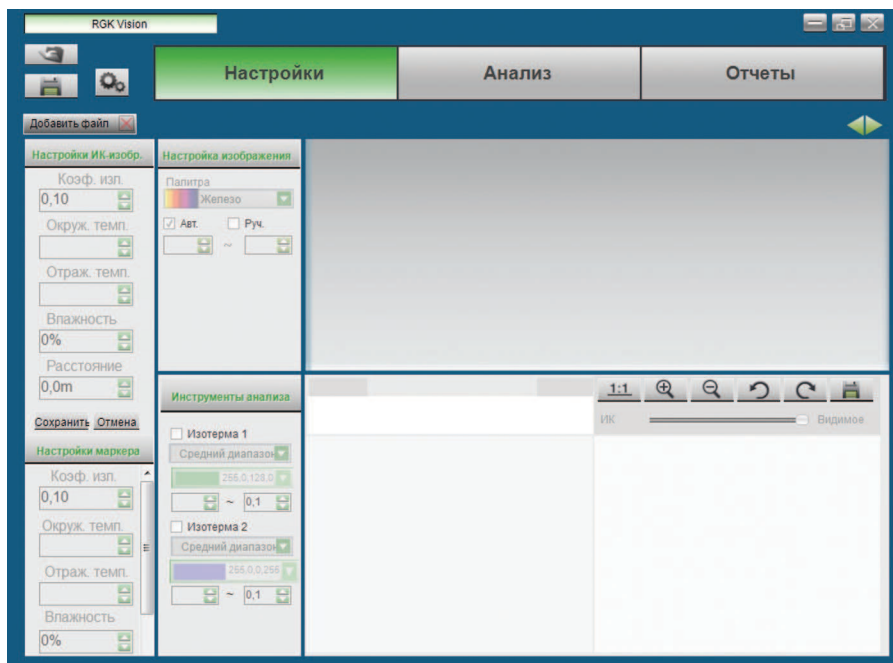 RGK Vision
Настройки
Анализ
Отчеты
Добавить файл
Настройки ИК-изобр.
Коэф. изл.
0,10
Окруж. темп.
Отраж. темп.
Влажность
0%
Расстояние
0,0m
Сохранить Отмена
Настройки маркера
Коэф. изл.
0,10
Окруж. темп.
Отраж. темп.
Влажность
0%
Настройка изображения
Палитра
Железо
Авт. Руч.
~
Инструменты анализа
Изотерма 1
Средний диапазон
255,0,128,0
~ 0,1
Изотерма 2
Средний диапазон
255,0,0,255
~ 0,1
1:1
ИК Видимое